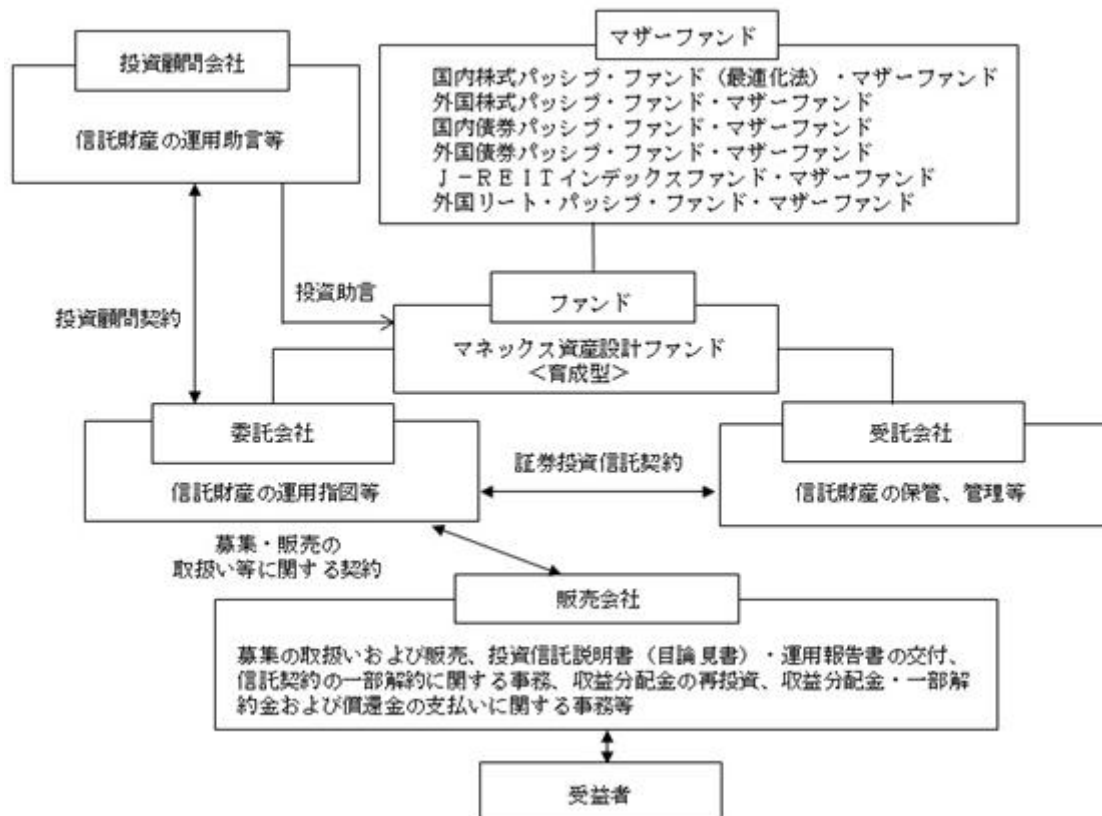 マザーファンド
国内株式パッシブ・ファンド（最適化法）・マザーファンド
外国株式パッシブ・ファンド・マザーファンド
国内債券パッシブ・ファンド・マザーファンド
外国債券パッシブ・ファンド・マザーファンド
Ｊ－ＲＥＩＴインデックスファンド・マザーファンド
外国リート・パッシブ・ファンド・マザーファンド
投資顧問会社
信託財産の運用助言等
投資顧問契約
投資助言
ファンド
マネックス資産設計ファンド
＜育成型＞
委託会社
信託財産の運用指図等
証券投資信託契約
受託会社
信託財産の保管、管理等
募集・販売の
取扱い等に関する契約
販売会社
募集の取扱いおよび販売、投資信託説明書（目論見書）・運用報告書の交付、
信託契約の一部解約に関する事務、収益分配金の再投資、収益分配金・一部解
約金および償還金の支払いに関する事務等
受益者